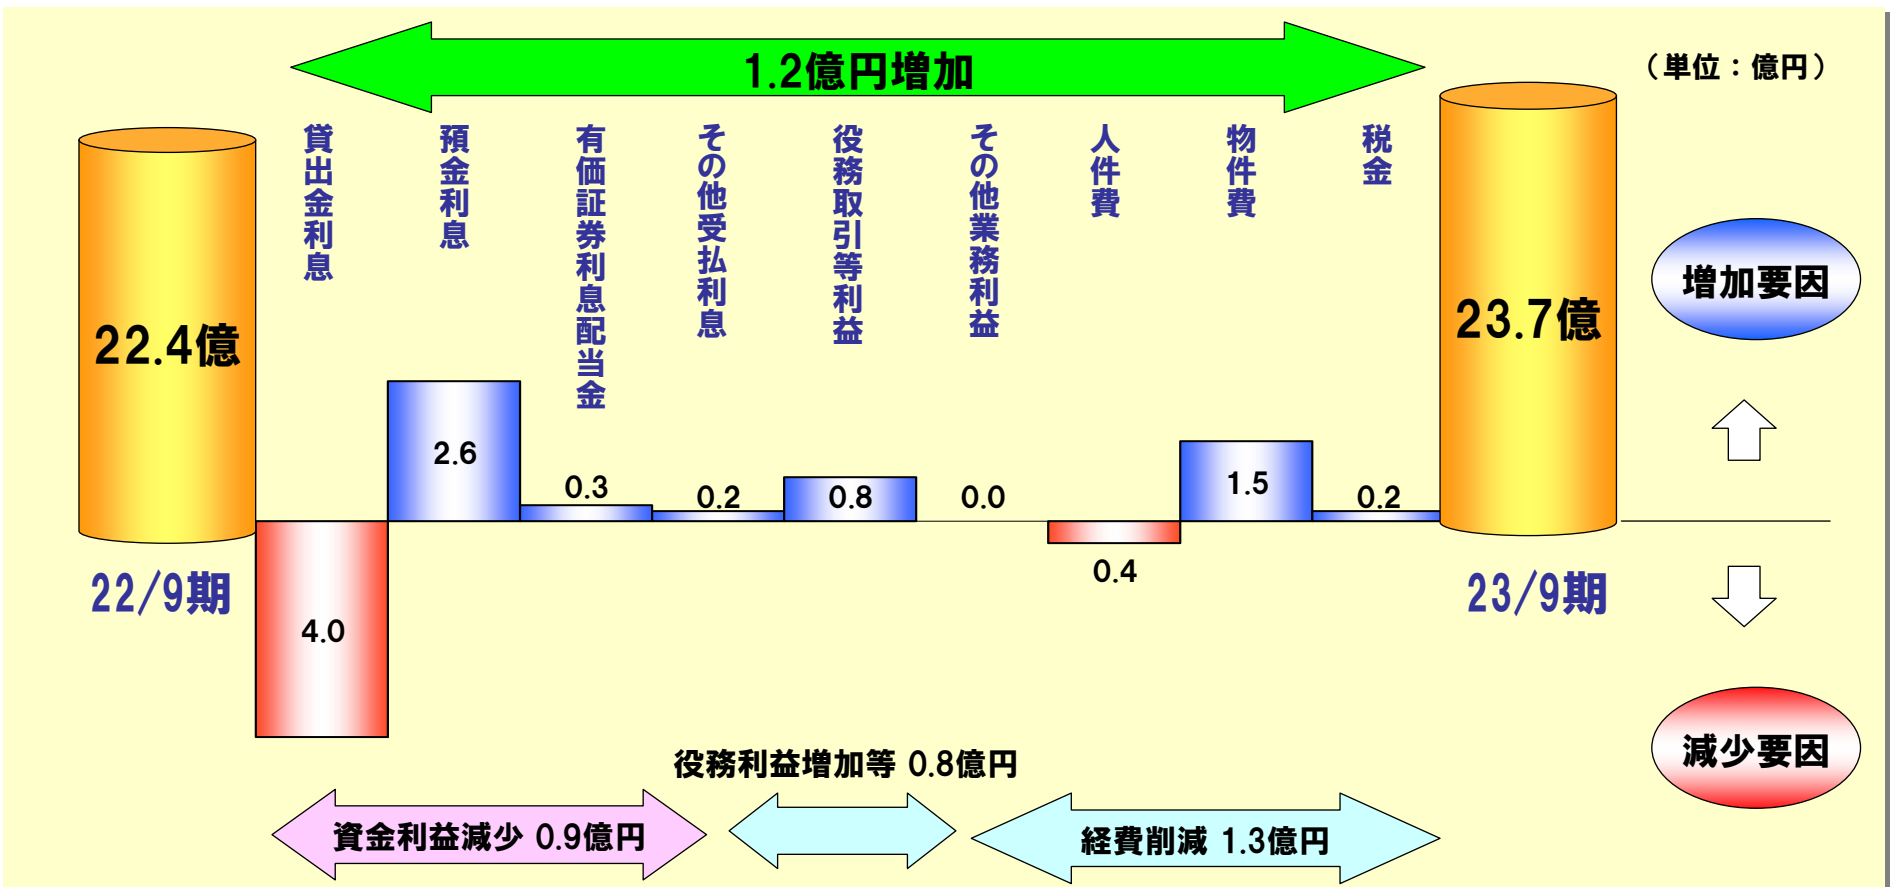 1.2億円増加
（単位：億円）
貸出金利息
預金利息
有価証券利息配当金
その他受払利息
役務取引等利益
その他業務利益
人件費
物件費
税金
22.4億
23.7億
増加要因
2.6
0.3
0.2
0.8
0.0
1.5
0.2
0.4
4.0
22/9期
23/9期
減少要因
役務利益増加等 0.8億円
資金利益減少 0.9億円
経費削減 1.3億円